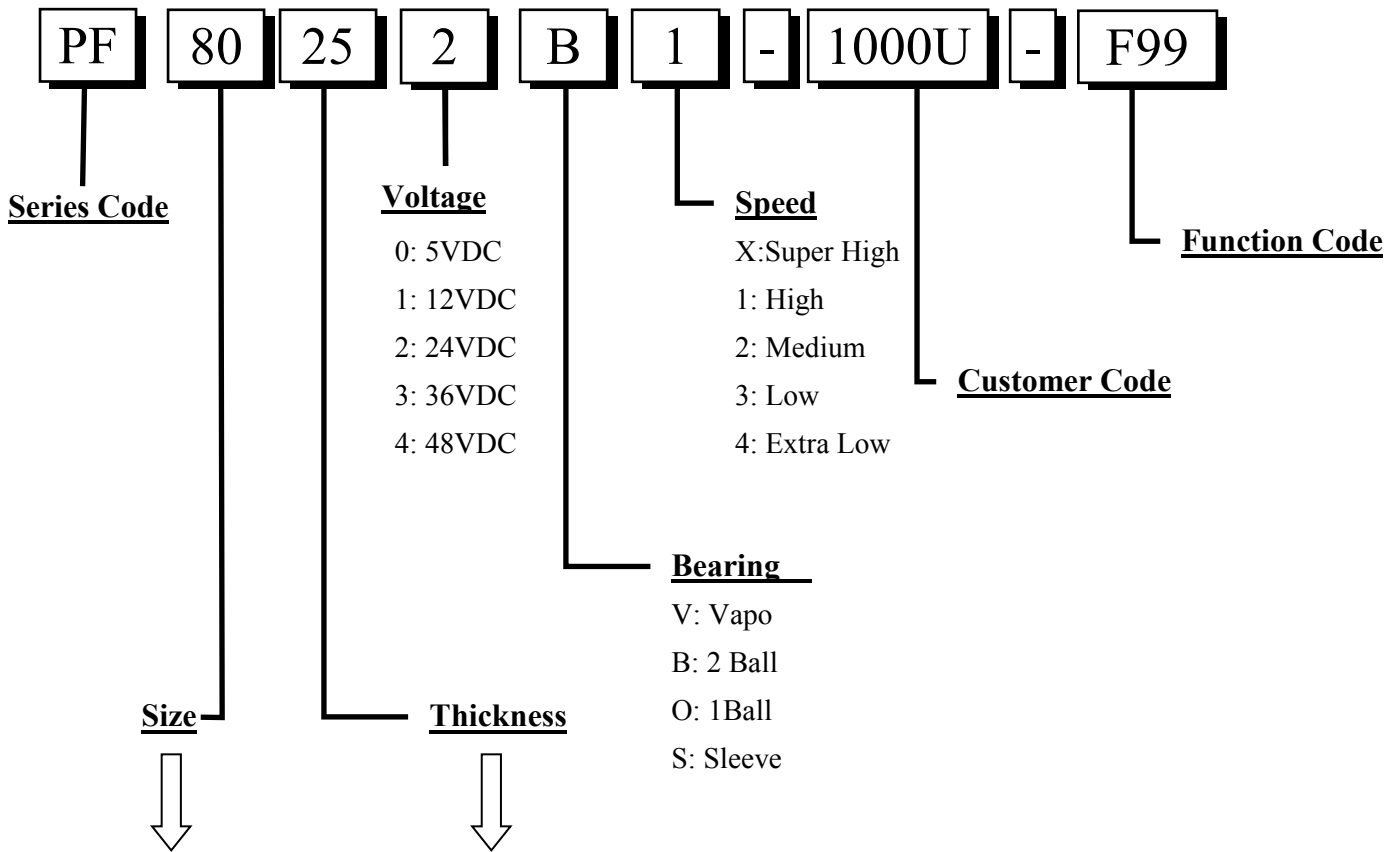 PF 80 25 2 B 1 - 1000U - F99
Series Code
Voltage
0: 5VDC
1: 12VDC
2: 24VDC
3: 36VDC
4: 48VDC
Speed
X:Super High
1: High
2: Medium
3: Low
4: Extra Low
Function Code
Customer Code
Bearing
V: Vapo
B: 2 Ball
O: 1Ball
S: Sleeve
Size
Thickness